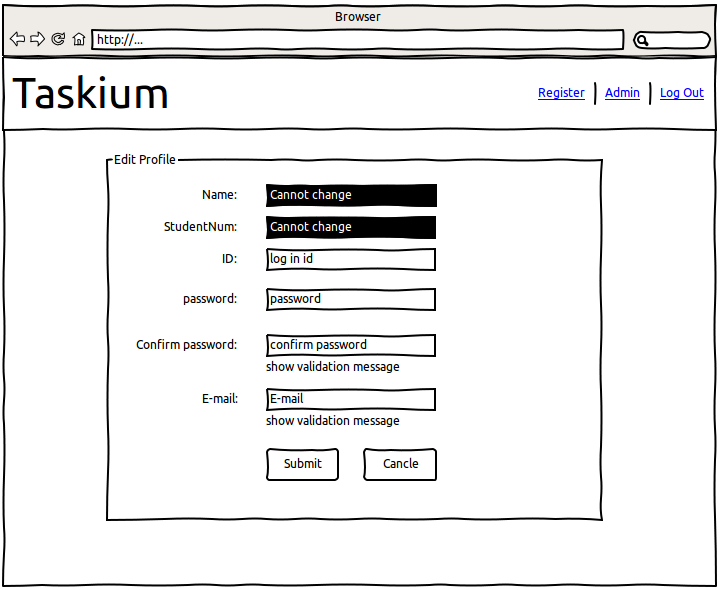 Browser
http://...
Taskium
Register Admin Log Out
Edit Profile
Name: Cannot change
StudentNum: Cannot change
ID: log in id
password: password
Confirm password: confirm password
show validation message
E-mail: E-mail
show validation message
Submit Cancle